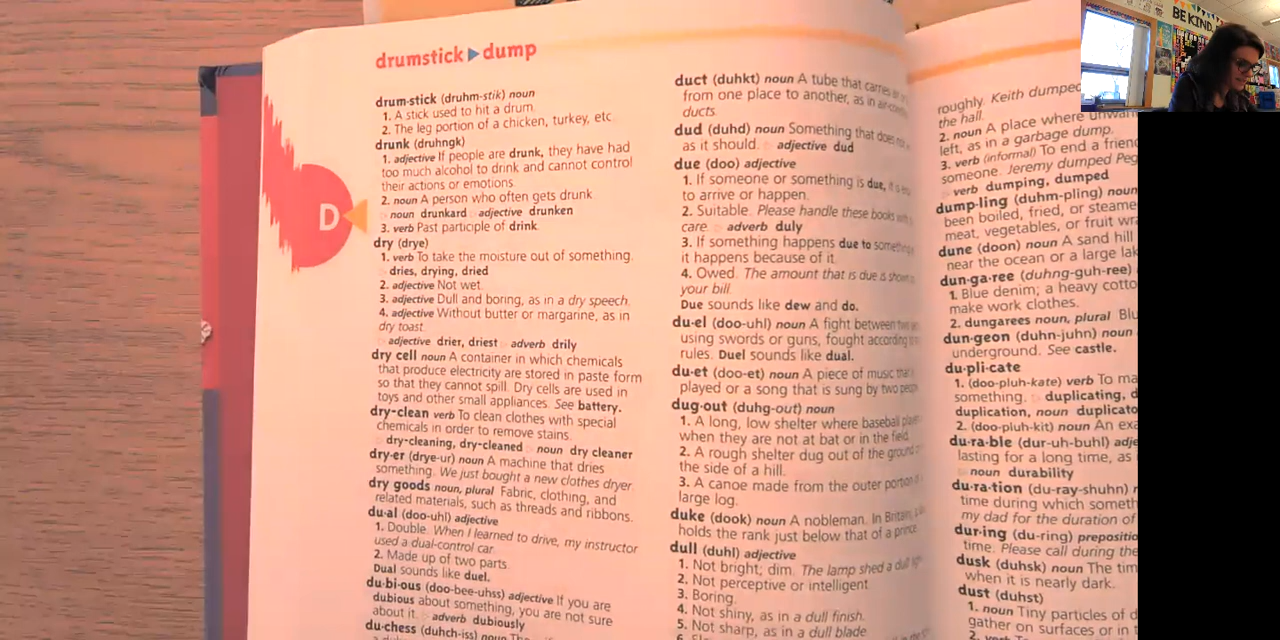 drumstick ▶ dump
drum·stick (druhm-stik) noun
1. A stick used to hit a drum.
2. The leg portion of a chicken, turkey, etc.
drunk (druhngk)
1. adjective If people are drunk, they have had
too much alcohol to drink and cannot control
their actions or emotions.
2. noun A person who often gets drunk.
noun drunkard adjective drunken
3. verb Past participle of drink.
dry (drye)
1. verb To take the moisture out of something.
dries, drying, dried
2. adjective Not wet.
3. adjective Dull and boring, as in a dry speech.
4. adjective Without butter or margarine, as in
dry toast.
adjective drier, driest adverb drily
dry cell noun A container in which chemicals
that produce electricity are stored in paste form
so that they cannot spill. Dry cells are used in
toys and other small appliances. See battery.
dry-clean verb To clean clothes with special
chemicals in order to remove stains.
dry-cleaning, dry-cleaned noun dry cleaner
dry·er (drye-ur) noun A machine that dries
something. We just bought a new clothes dryer.
dry goods noun, plural Fabric, clothing, and
related materials, such as threads and ribbons.
du·al (doo-uhl) adjective
1. Double. When I learned to drive, my instructor
used a dual-control car.
2. Made up of two parts.
Dual sounds like duel.
du·bi·ous (doo-bee-uhss) adjective If you are
dubious about something, you are not sure
about it. adverb dubiously
du·chess (duhch-iss) noun
D
duct (duhkt) noun A tube that carries
from one place to another, as in
ducts.
dud (duhd) noun Something that does
as it should. adjective dud
due (doo) adjective
1. If someone or something is due, it is
to arrive or happen.
2. Suitable. Please handle these books with
care. adverb duly
3. If something happens due to something,
it happens because of it.
4. Owed. The amount that is due is shown
your bill.
Due sounds like dew and do.
du·el (doo-uhl) noun A fight between two
using swords or guns, fought according
rules. Duel sounds like dual.
du·et (doo-et) noun A piece of music that
played or a song that is sung by two
dug·out (duhg-out) noun
1. A long, low shelter where baseball
when they are not at bat or in the field.
2. A rough shelter dug out of the ground
the side of a hill.
3. A canoe made from the outer portion
large log.
duke (dook) noun A nobleman. In Britain,
holds the rank just below that of a prince.
dull (duhl) adjective
1. Not bright; dim. The lamp shed a dull
2. Not perceptive or intelligent.
3. Boring.
4. Not shiny, as in a dull finish.
5. Not sharp, as in a dull blade.
6.
roughly. Keith dumped
the hall.
2. noun A place where
left, as in a garbage dump.
3. verb (informal) To end a
someone. Jeremy dumped
verb dumping, dumped
dump·ling (duhm-pling) noun
been boiled, fried, or
meat, vegetables, or fruit
dune (doon) noun A sand hill
near the ocean or a large
dun·ga·ree (duhng-guh-ree)
1. Blue denim; a heavy
make work clothes.
2. dungarees noun, plural
dun·geon (duhn-juhn) noun
underground. See castle.
du·pli·cate
1. (doo-pluh-kate) verb To
something. duplicating,
duplication, noun
2. (doo-pluh-kit) noun An
du·ra·ble (dur-uh-buhl)
lasting for a long time, as
noun durability
du·ra·tion (du-ray-shuhn)
time during which
my dad for the duration of
dur·ing (du-ring)
time. Please call during the
dusk (duhsk) noun The
when it is nearly dark.
dust (duhst)
1. noun Tiny particles of
gather on surfaces or in
2.
BE KIND